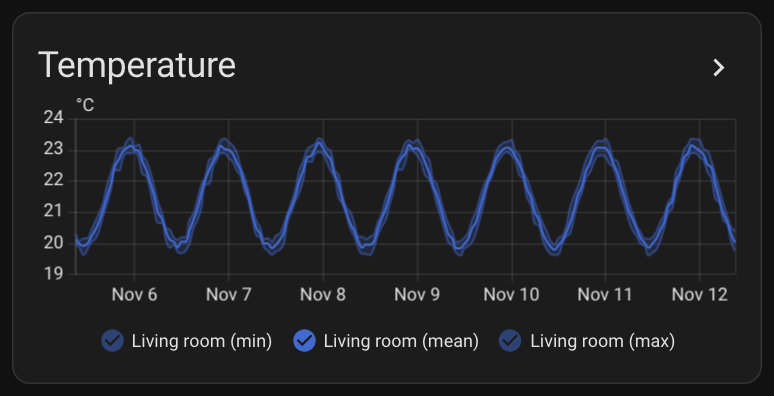 Temperature
°C
24
23
22
21
20
19
Nov 6 Nov 7 Nov 8 Nov 9 Nov 10 Nov 11 Nov 12
Living room (min) Living room (mean) Living room (max)